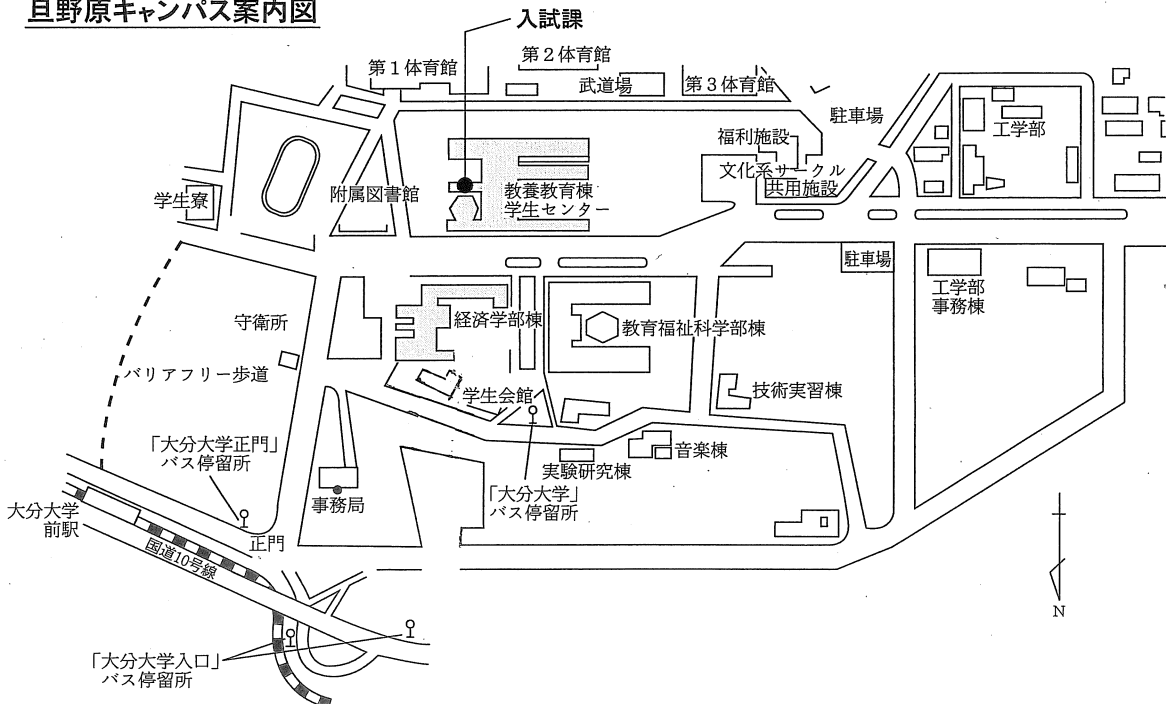 旦野原キャンパス案内図
入試課
第1体育館
第2体育館
武道場
第3体育館
駐車場
工学部
福利施設
文化系サークル
共用施設
学生寮
附属図書館
教養教育棟
学生センター
駐車場
工学部
事務棟
守衛所
経済学部棟
教育福祉科学部棟
バリアフリー歩道
学生会館
技術実習棟
「大分大学正門」
バス停留所
音楽棟
実験研究棟
「大分大学」
バス停留所
事務局
大分大学
前駅
正門
国道10号線
N
「大分大学入口」
バス停留所